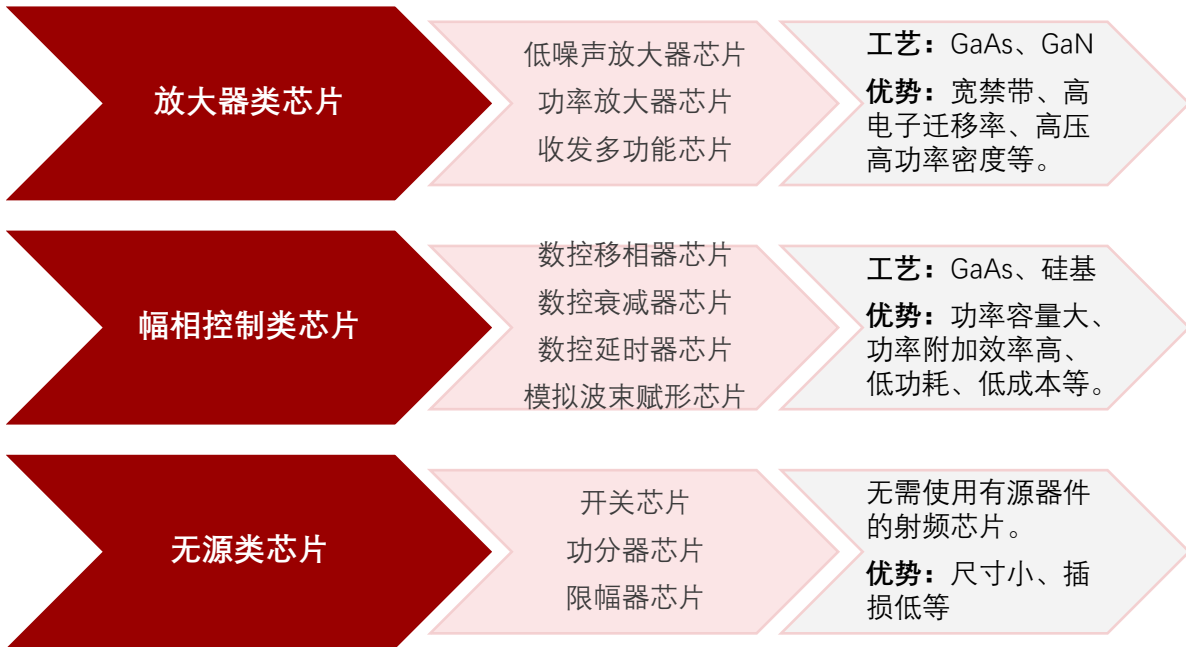 放大器类芯片
低噪声放大器芯片
功率放大器芯片
收发多功能芯片
工艺：GaAs、GaN
优势：宽禁带、高
电子迁移率、高压
高功率密度等。
幅相控制类芯片
数控移相器芯片
数控衰减器芯片
数控延时器芯片
模拟波束赋形芯片
工艺：GaAs、硅基
优势：功率容量大、
功率附加效率高、
低功耗、低成本等。
无源类芯片
开关芯片
功分器芯片
限幅器芯片
无需使用有源器件
的射频芯片。
优势：尺寸小、插
损低等